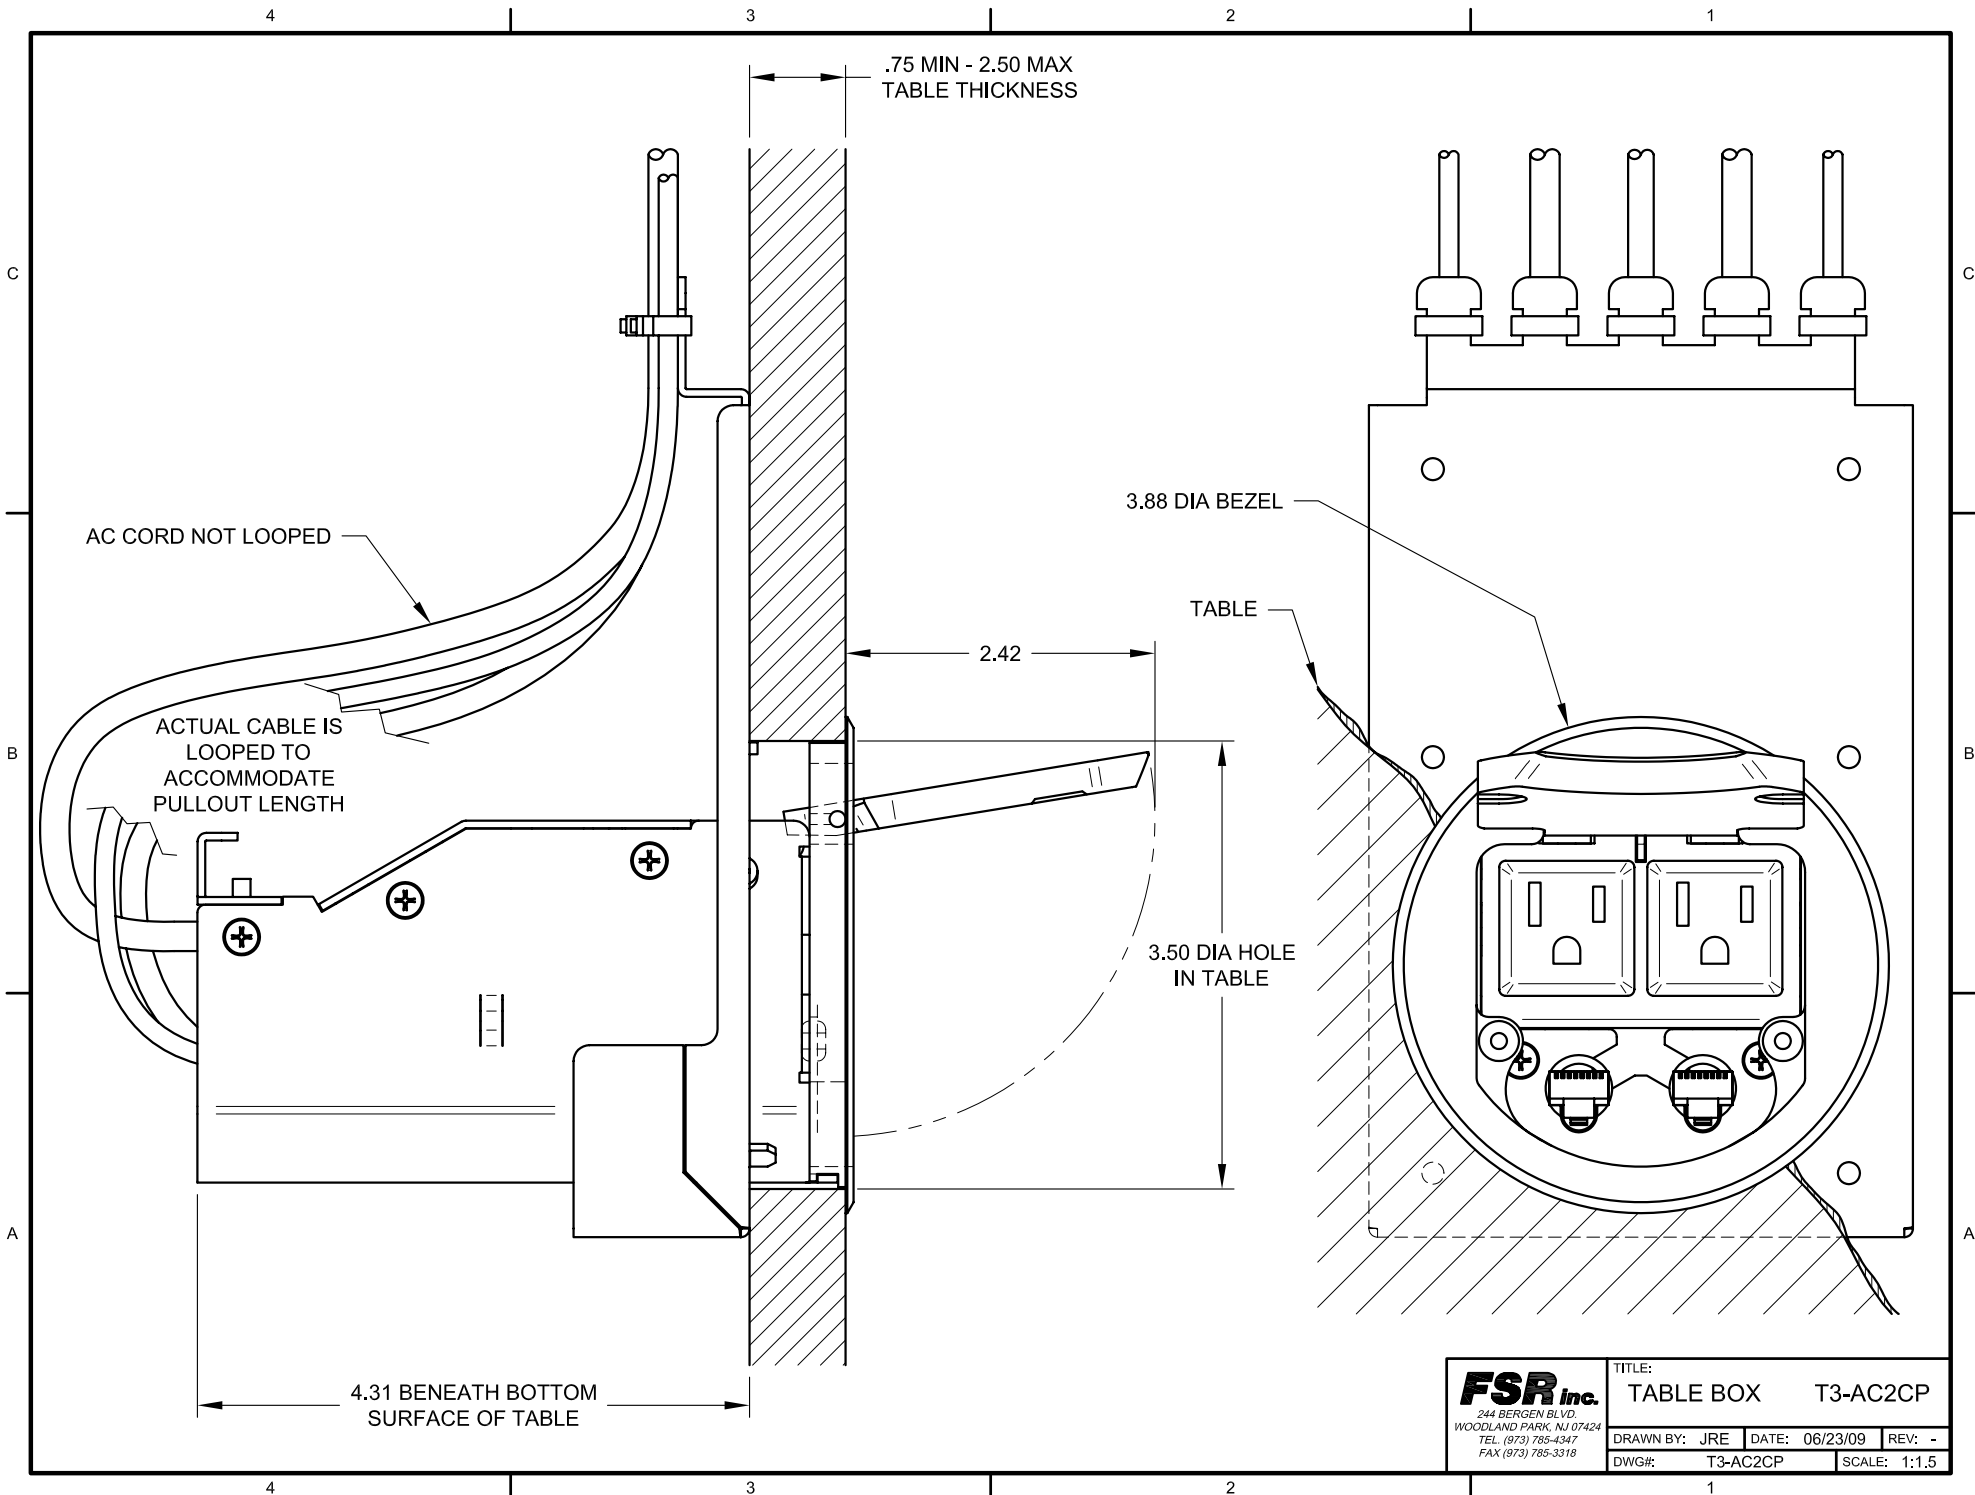 4 3 2 1
.75 MIN - 2.50 MAX
TABLE THICKNESS
C C
3.88 DIA BEZEL
AC CORD NOT LOOPED
TABLE
2.42
ACTUAL CABLE IS
LOOPED TO
ACCOMMODATE
PULLOUT LENGTH
B B
3.50 DIA HOLE
IN TABLE
A A
4.31 BENEATH BOTTOM
SURFACE OF TABLE
FSR inc.
244 BERGEN BLVD.
WOODLAND PARK, NJ 07424
TEL. (973) 785-4347
FAX (973) 785-3318
TITLE:
TABLE BOX T3-AC2CP
DRAWN BY: JRE DATE: 06/23/09 REV: -
DWG#: T3-AC2CP SCALE: 1:1.5
4 3 2 1